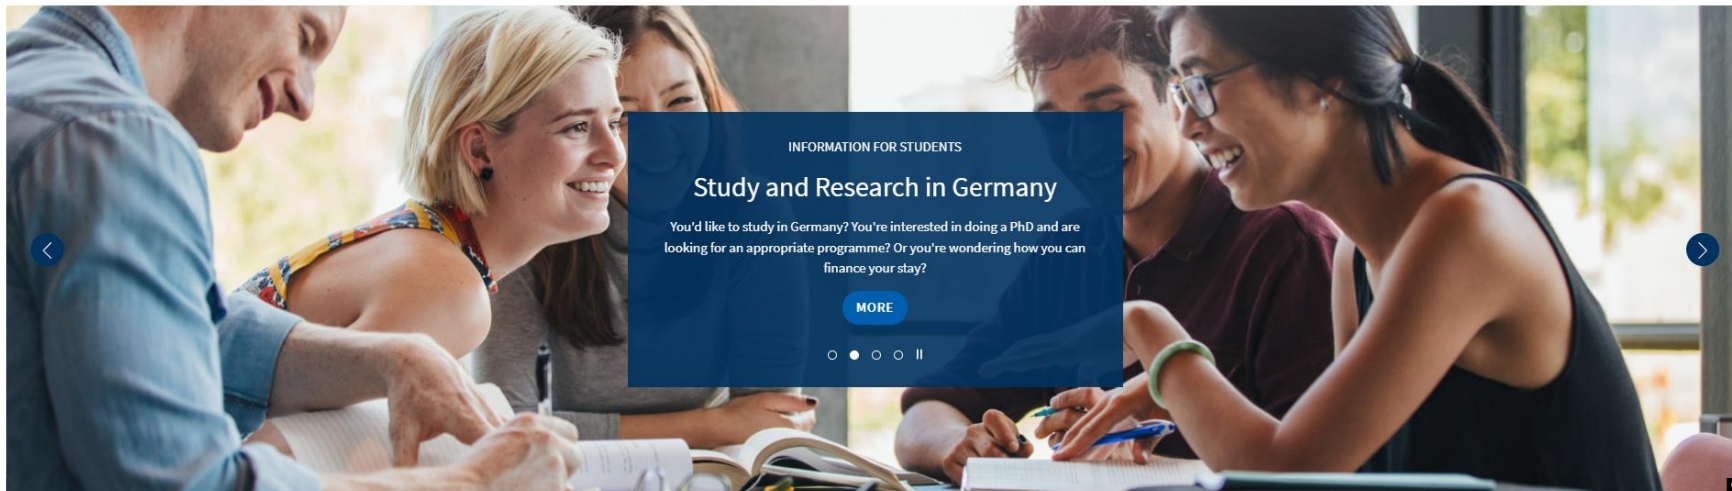 INFORMATION FOR STUDENTS
Study and Research in Germany
You'd like to study in Germany? You're interested in doing a PhD and are
looking for an appropriate programme? Or you're wondering how you can
finance your stay?
MORE